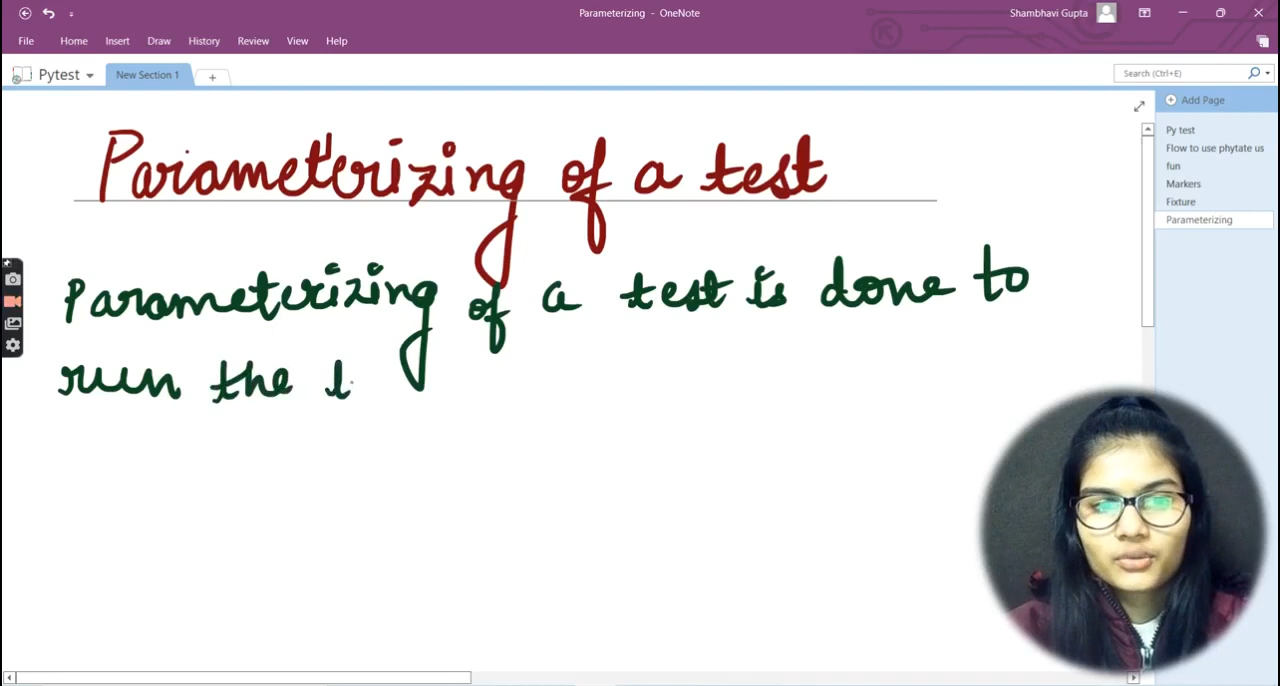 Parameterizing - OneNote
Shambhavi Gupta
File Home Insert Draw History Review View Help
Pytest
New Section 1
+
Search (Ctrl+E)
Add Page
Py test
Flow to use phytate us
fun
Markers
Fixture
Parameterizing
Parameterizing of a test
Parameterizing of a test is done to
run the t